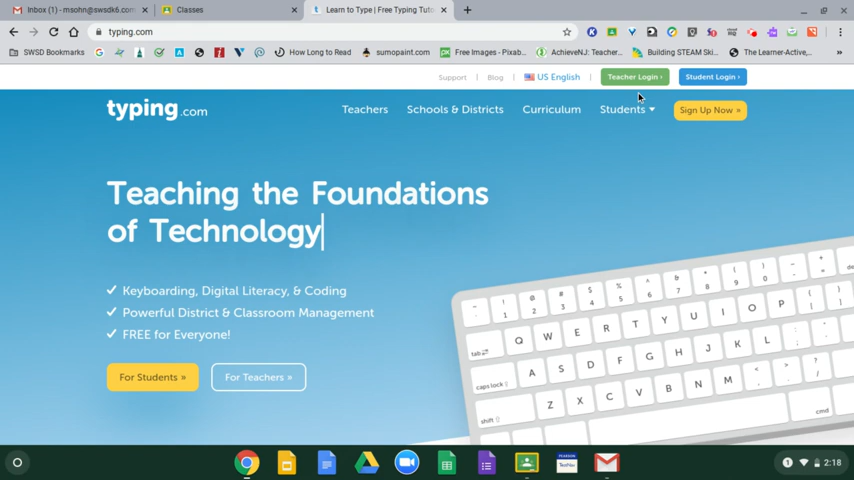 Inbox (1) - msohn@swsdk6.com
Classes
Learn to Type | Free Typing Tuto
typing.com
SWSD Bookmarks
How Long to Read
sumopaint.com
Free Images - Pixab...
AchieveNJ: Teacher...
Building STEAM Ski...
The Learner-Active,...
Support | Blog | US English | Teacher Login › Student Login ›
typing.com
Teachers Schools & Districts Curriculum Students Sign Up Now »
Teaching the Foundations
of Technology
✓ Keyboarding, Digital Literacy, & Coding
✓ Powerful District & Classroom Management
✓ FREE for Everyone!
For Students » For Teachers »
tab Q W E R T Y U I O P
caps lock A S D F G H J K L
shift Z X C V B N M
cmd
PEARSON
TestNav
1 2:18